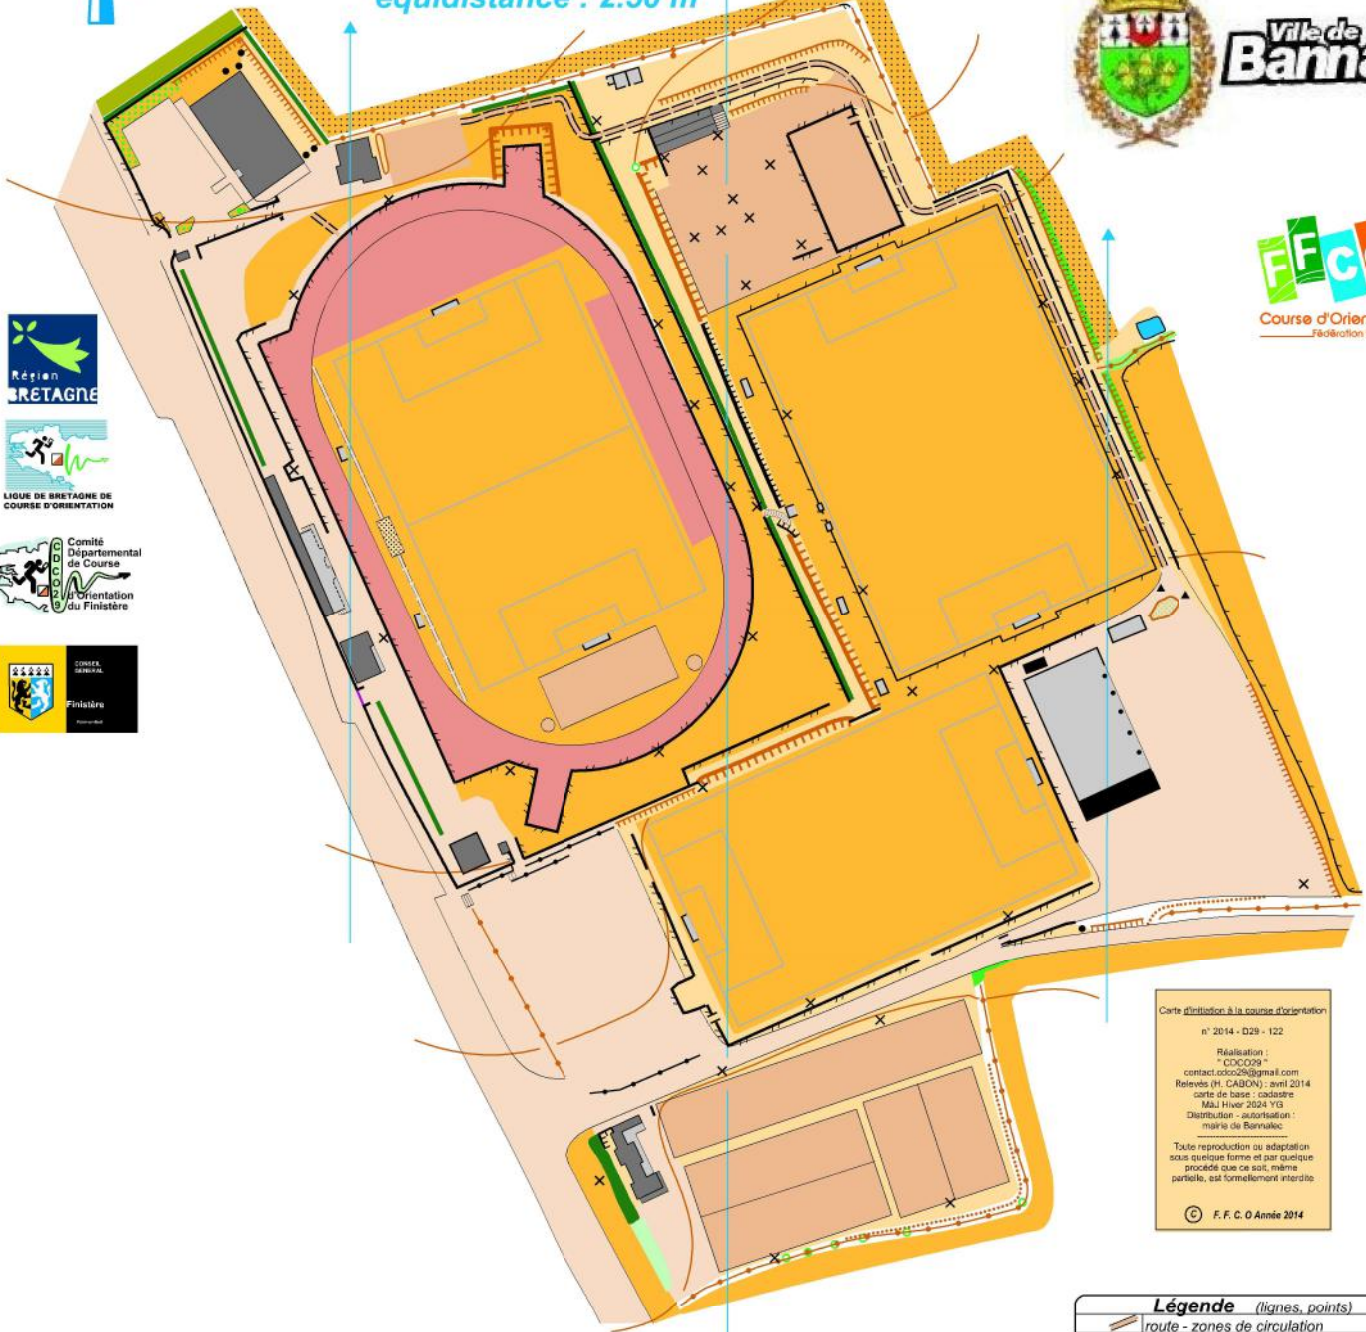 équidistance : 2.50 m
Ville de
Banna
FFC
Course d'Orien
Fédération
Région
BRETAGNE
LIGUE DE BRETAGNE DE
COURSE D'ORIENTATION
CDCO29
Comité
Départemental
de Course
d'Orientation
du Finistère
CONSEIL
GENERAL
Finistère
Carte d'initiation à la course d'orientation
n° 2014 - D29 - 122
Réalisation :
" CDCO29 "
contact.cdco29@gmail.com
Relevés (H. CABON) : avril 2014
carte de base : cadastre
MàJ Hiver 2024 YG
Distribution - autorisation :
mairie de Bannalec
Toute reproduction ou adaptation
sous quelque forme et par quelque
procédé que ce soit, même
partielle, est formellement interdite
© F. F. C. O Année 2014
Légende (lignes, points)
route - zones de circulation